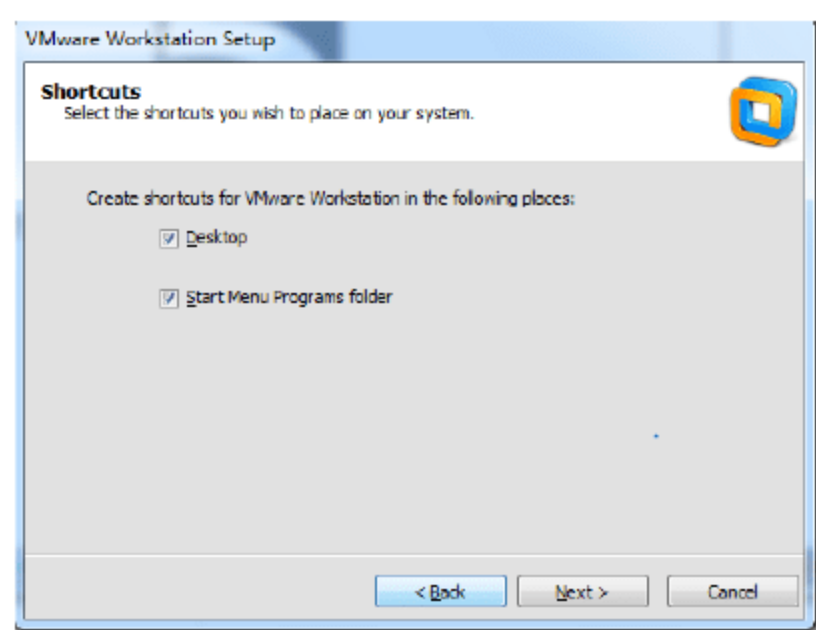 VMware Workstation Setup
Shortcuts
Select the shortcuts you wish to place on your system.
Create shortcuts for VMware Workstation in the following places:
Desktop
Start Menu Programs folder
< Back Next > Cancel